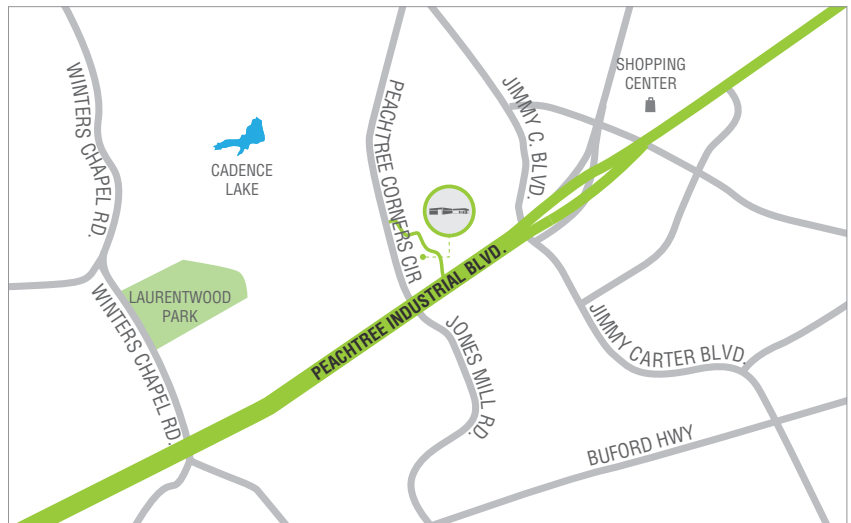 WINTERS CHAPEL RD.
CADENCE
LAKE
PEACHTREE CORNERS CIR
JIMMY C. BLVD.
SHOPPING
CENTER
LAURENTWOOD
PARK
WINTERS CHAPEL RD.
PEACHTREE INDUSTRIAL BLVD.
JONES MILL RD.
JIMMY CARTER BLVD.
BUFORD HWY